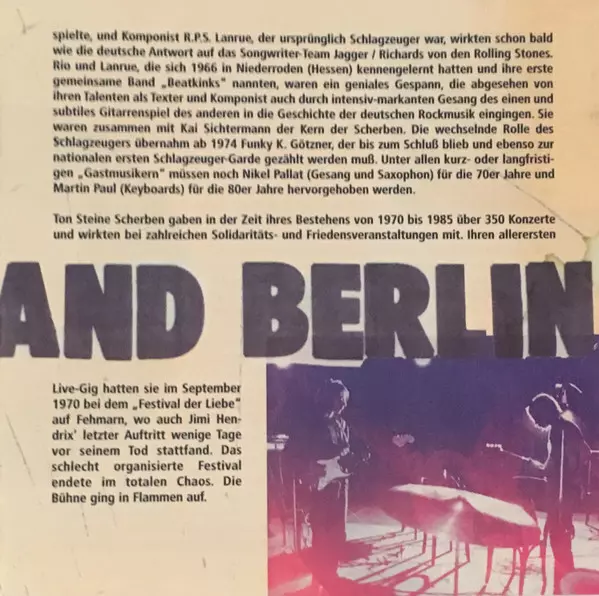 spielte, und Komponist R.P.S. Lanrue, der ursprünglich Schlagzeuger war, wirkten schon bald
wie die deutsche Antwort auf das Songwriter-Team Jagger / Richards von den Rolling Stones.
Rio und Lanrue, die sich 1966 in Niederroden (Hessen) kennengelernt hatten und ihre erste
gemeinsame Band „Beatkinks" nannten, waren ein geniales Gespann, die abgesehen von
ihren Talenten als Texter und Komponist auch durch intensiv-markanten Gesang des einen und
subtiles Gitarrenspiel des anderen in die Geschichte der deutschen Rockmusik eingingen. Sie
waren zusammen mit Kai Sichtermann der Kern der Scherben. Die wechselnde Rolle des
Schlagzeugers übernahm ab 1974 Funky K. Götzner, der bis zum Schluß blieb und ebenso zur
nationalen ersten Schlagzeuger-Garde gezählt werden muß. Unter allen kurz- oder langfristi-
gen „Gastmusikern" müssen noch Nikel Pallat (Gesang und Saxophon) für die 70er Jahre und
Martin Paul (Keyboards) für die 80er Jahre hervorgehoben werden.
Ton Steine Scherben gaben in der Zeit ihres Bestehens von 1970 bis 1985 über 350 Konzerte
und wirkten bei zahlreichen Solidaritäts- und Friedensveranstaltungen mit. Ihren allerersten
AND BERLIN
Live-Gig hatten sie im September
1970 bei dem „Festival der Liebe"
auf Fehmarn, wo auch Jimi Hen-
drix' letzter Auftritt wenige Tage
vor seinem Tod stattfand. Das
schlecht organisierte Festival
endete im totalen Chaos. Die
Bühne ging in Flammen auf.